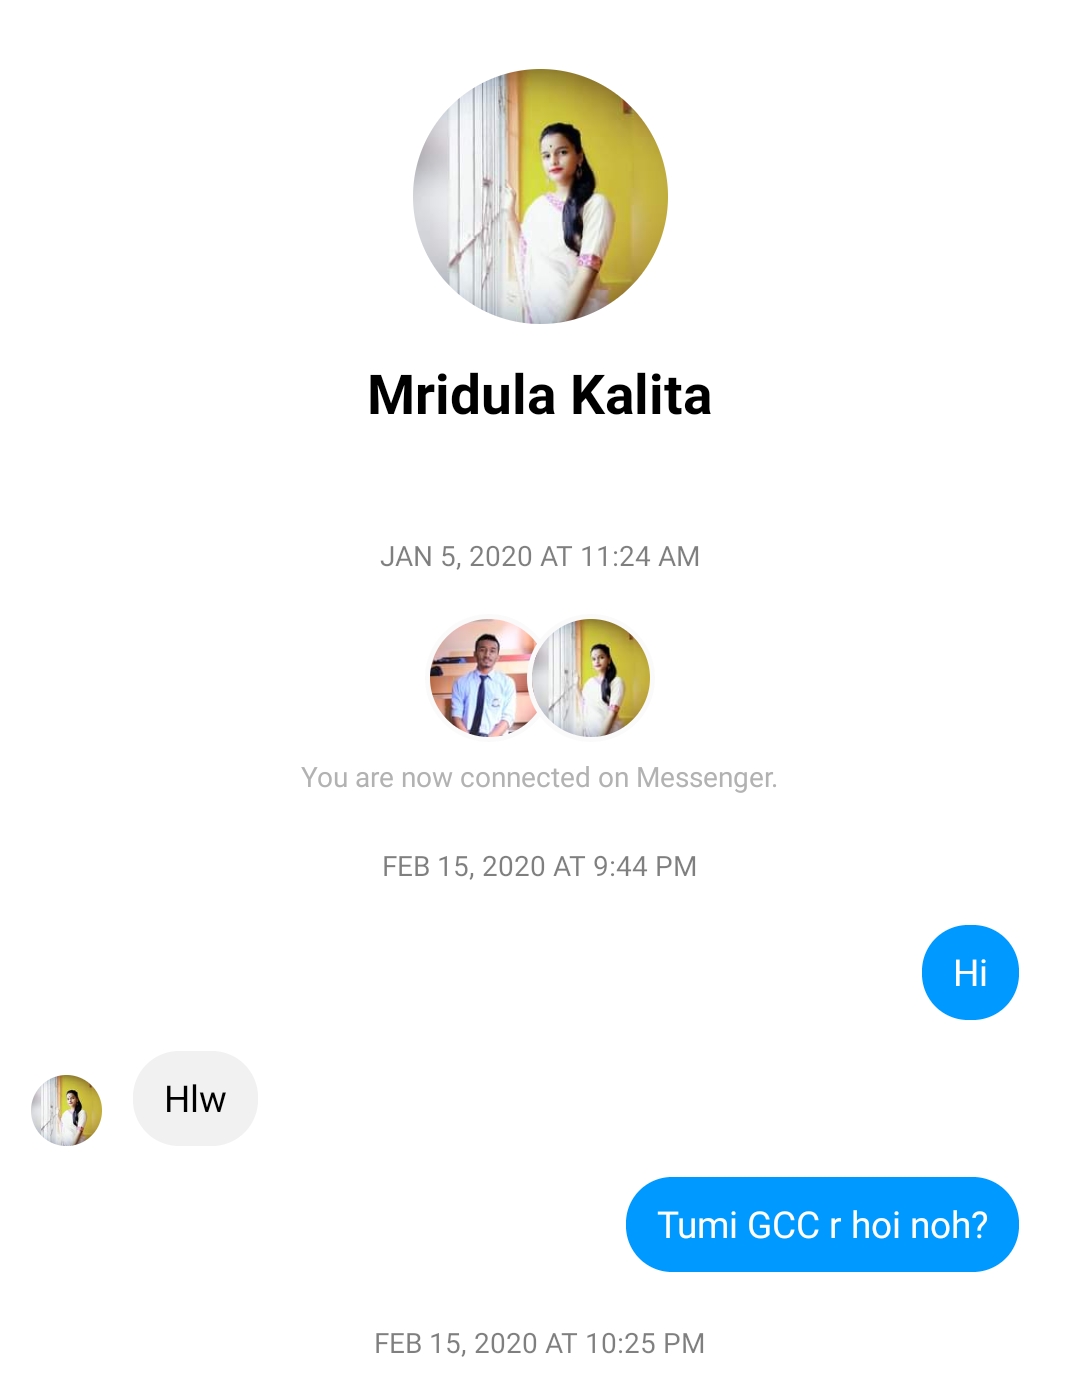 Mridula Kalita
JAN 5, 2020 AT 11:24 AM
You are now connected on Messenger.
FEB 15, 2020 AT 9:44 PM
Hi
Hlw
Tumi GCC r hoi noh?
FEB 15, 2020 AT 10:25 PM